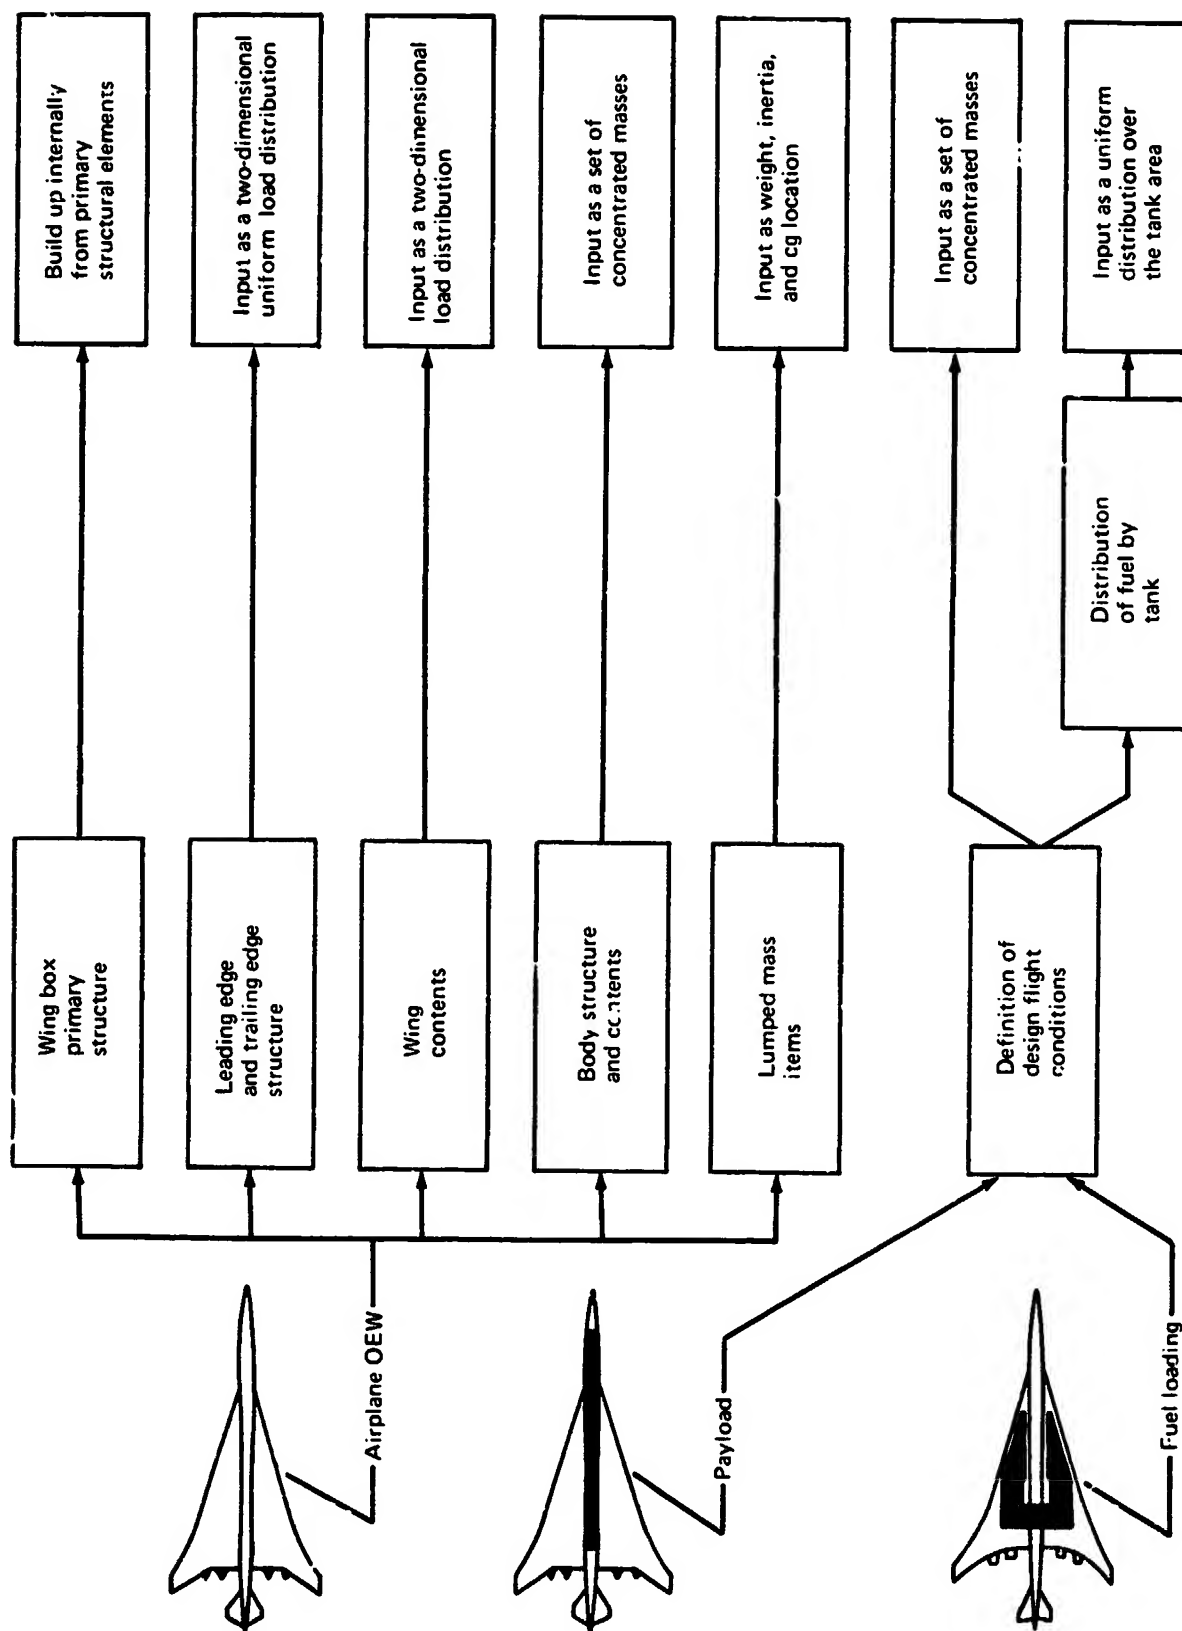 Airplane OEW
Payload
Fuel loading
Wing box
primary
structure
Leading edge
and trailing edge
structure
Wing
contents
Body structure
and contents
Lumped mass
items
Definition of
design flight
conditions
Distribution
of fuel by
tank
Build up internally
from primary
structural elements
Input as a two-dimensional
uniform load distribution
Input as a two-dimensional
load distribution
Input as a set of
concentrated masses
Input as weight, inertia,
and cg location
Input as a set of
concentrated masses
Input as a uniform
distribution over
the tank area